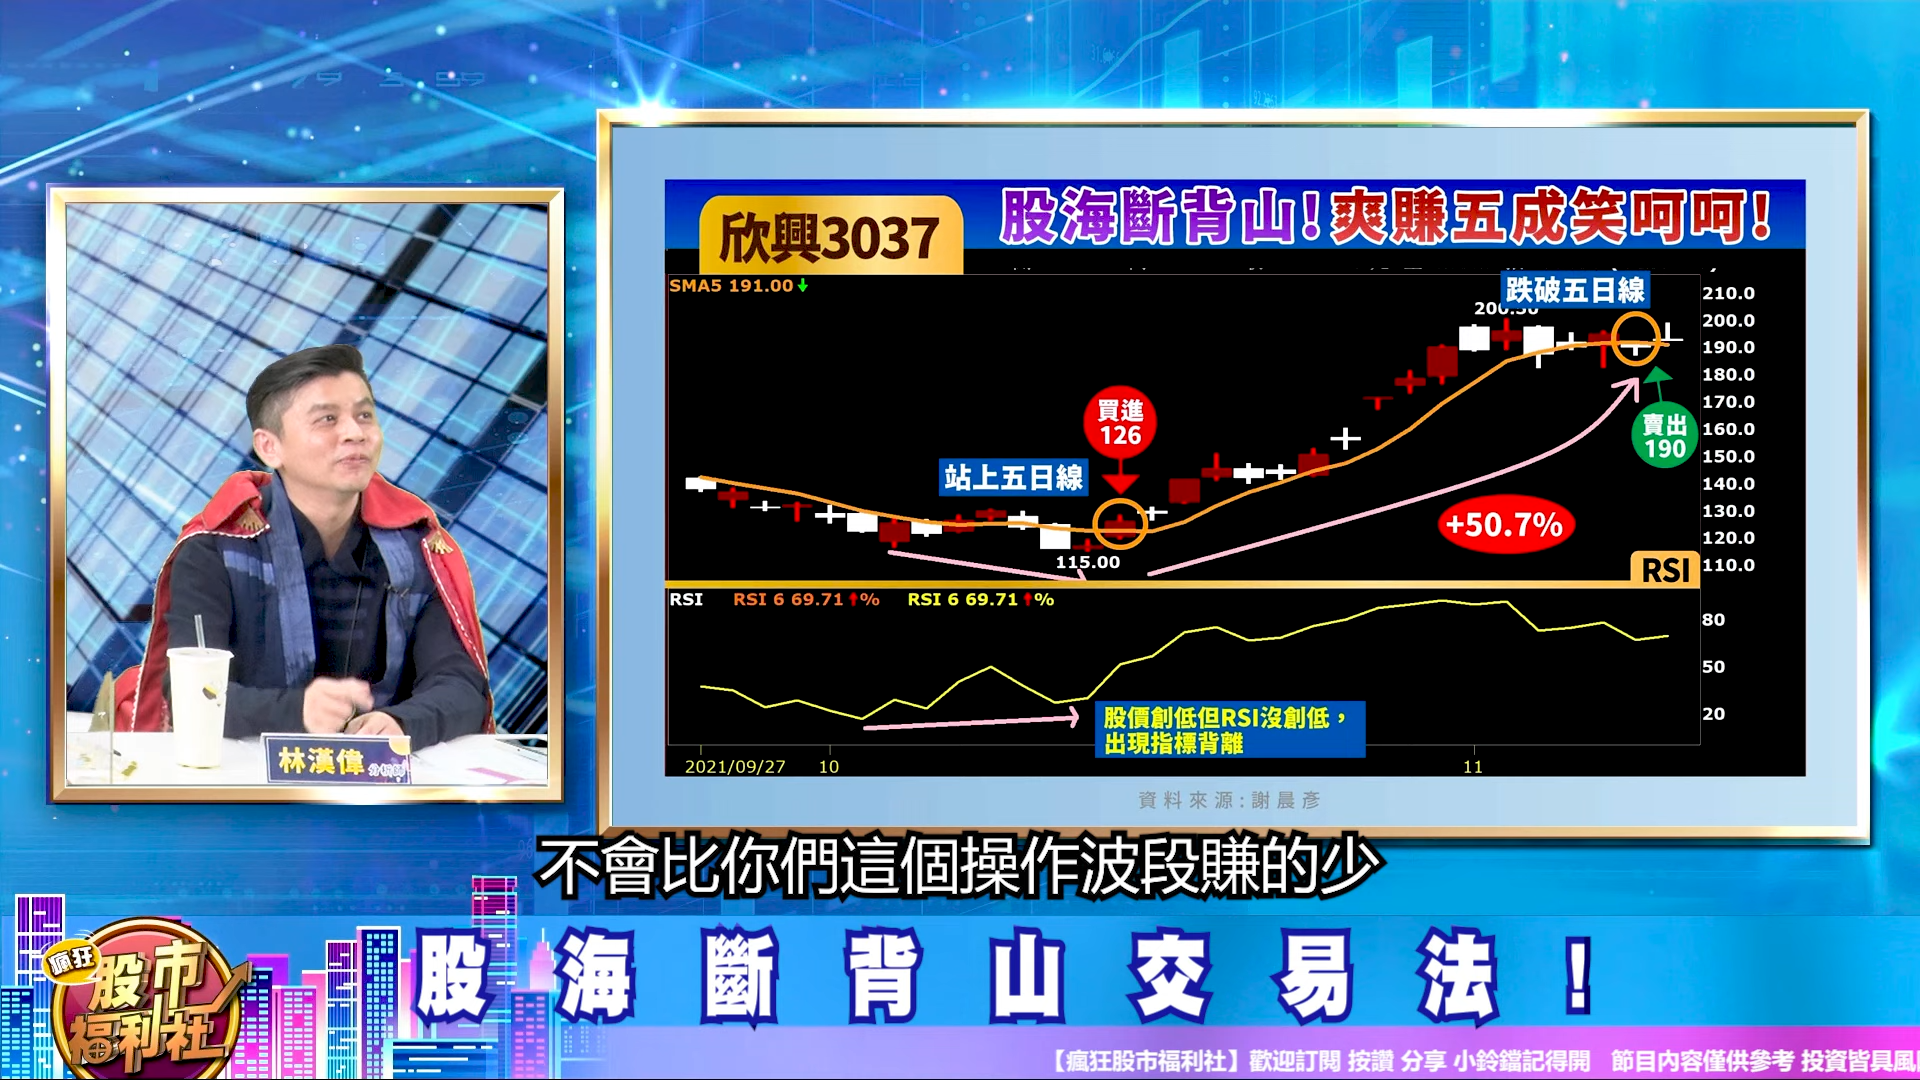 欣興3037
股海斷背山!爽賺五成笑呵呵!
SMA5 191.00
跌破五日線
210.0
200.0
190.0
180.0
170.0
160.0
150.0
140.0
130.0
120.0
110.0
買進
126
站上五日線
賣出
190
+50.7%
115.00
RSI
RSI
RSI 6 69.71 %
RSI 6 69.71 %
80
50
20
股價創低但RSI沒創低，
出現指標背離
2021/09/27
10
11
資料來源:謝晨彥
林漢偉 分析師
不會比你們這個操作波段賺的少
股海斷背山交易法!
瘋狂
股市
福利社
【瘋狂股市福利社】歡迎訂閱 按讚 分享 小鈴鐺記得開 節目內容僅供參考 投資皆具風